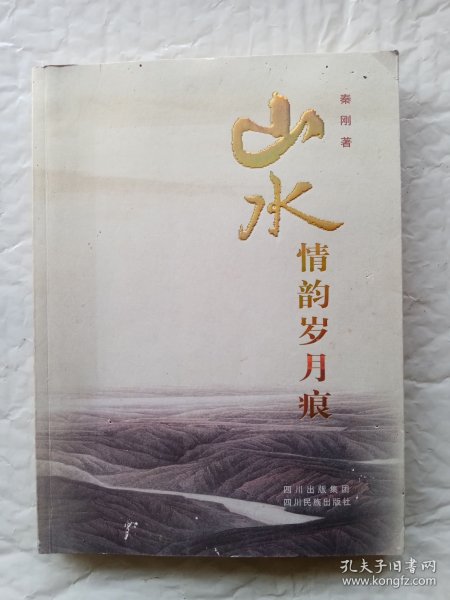 秦刚著
山水
情韵岁月痕
四川出版集团
四川民族出版社
孔夫子旧书网
www.kongfz.com